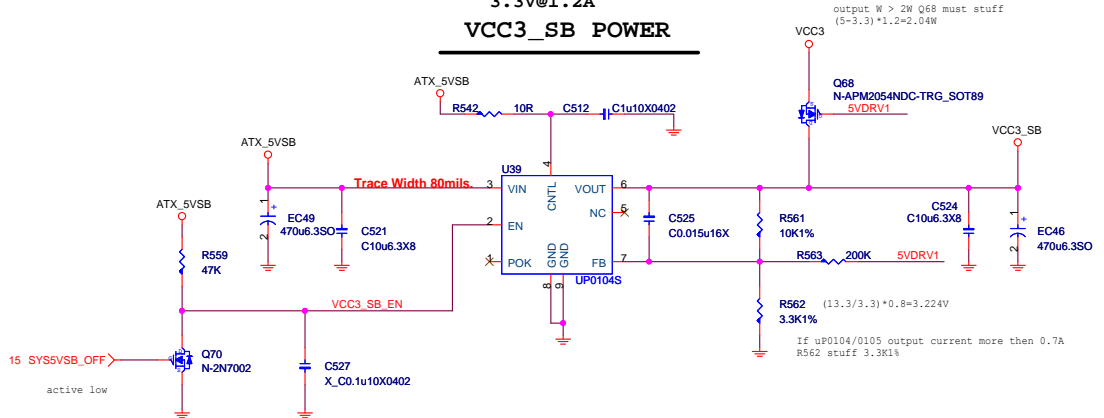 3.3V@1.2A
VCC3_SB POWER
output W > 2W Q68 must stuff
(5-3.3)*1.2=2.04W
VCC3
Q68
N-APM2054NDC-TRG_SOT89
5VDRV1
ATX_5VSB
R542
10R
C512
C1u10X0402
VCC3_SB
ATX_5VSB
U39
4
Trace Width 80mils.
3
VIN
CNTL
VOUT
6
1
EC49
470u6.3SO
2
C521
C10u6.3X8
2
EN
NC
5
C525
C0.015u16X
R561
10K1%
C524
C10u6.3X8
1
EC46
470u6.3SO
2
ATX_5VSB
R559
47K
1
POK
GND
GND
FB
7
R563
200K
5VDRV1
UP0104S
8
9
VCC3_SB_EN
R562
3.3K1%
(13.3/3.3)*0.8=3.224V
If uP0104/0105 output current more then 0.7A
R562 stuff 3.3K1%
15 SYS5VSB_OFF
Q70
N-2N7002
C527
X_C0.1u10X0402
active low